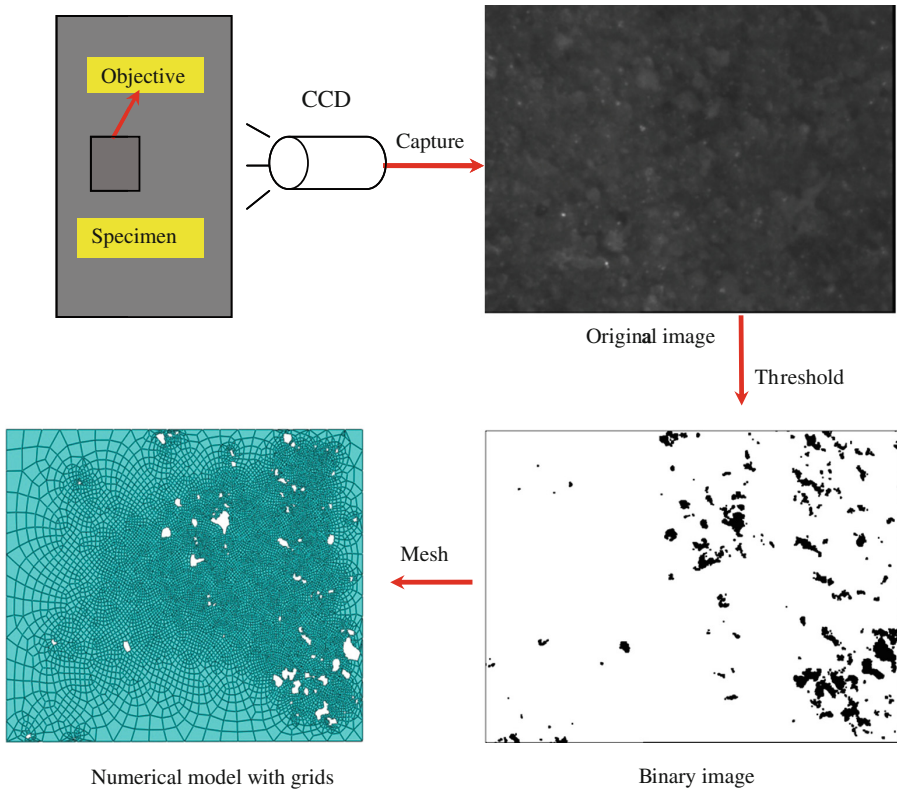 Objective
CCD
Capture
Specimen
Original image
Threshold
Mesh
Numerical model with grids
Binary image